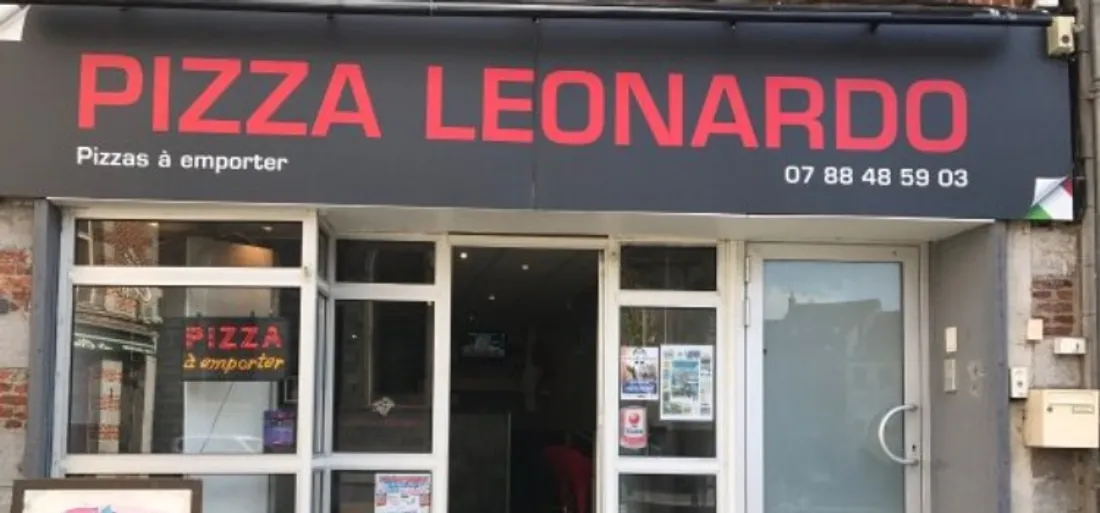 PIZZA LEONARDO
Pizzas à emporter
07 88 48 59 03
PIZZA
à emporter